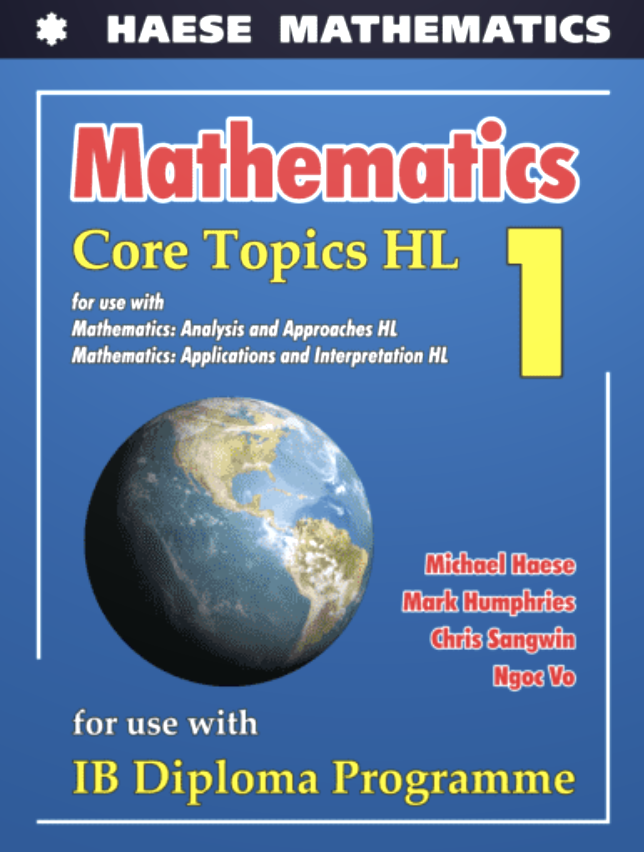 HAESE MATHEMATICS
Mathematics
Core Topics HL
1
for use with
Mathematics: Analysis and Approaches HL
Mathematics: Applications and Interpretation HL
Michael Haese
Mark Humphries
Chris Sangwin
Ngoc Vo
for use with
IB Diploma Programme